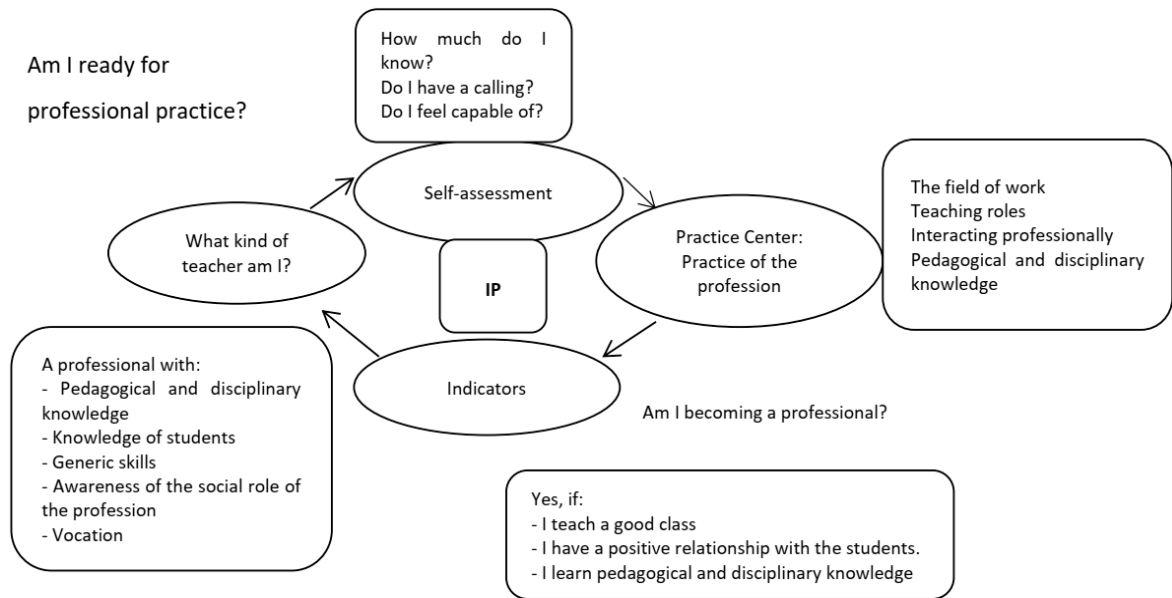 Am I ready for
professional practice?
How much do I
know?
Do I have a calling?
Do I feel capable of?
Self-assessment
What kind of
teacher am I?
IP
Practice Center:
Practice of the
profession
The field of work
Teaching roles
Interacting professionally
Pedagogical and disciplinary
knowledge
Indicators
Am I becoming a professional?
A professional with:
- Pedagogical and disciplinary
knowledge
- Knowledge of students
- Generic skills
- Awareness of the social role of
the profession
- Vocation
Yes, if:
- I teach a good class
- I have a positive relationship with the students.
- I learn pedagogical and disciplinary knowledge